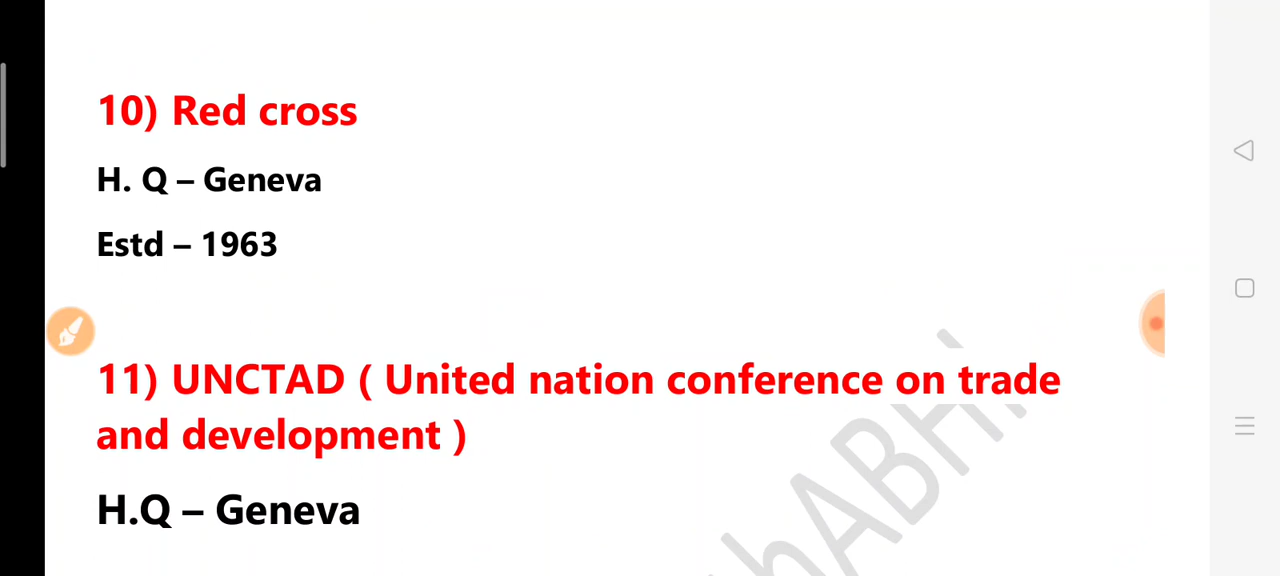 10) Red cross
H. Q – Geneva
Estd – 1963
11) UNCTAD ( United nation conference on trade
and development )
H.Q – Geneva